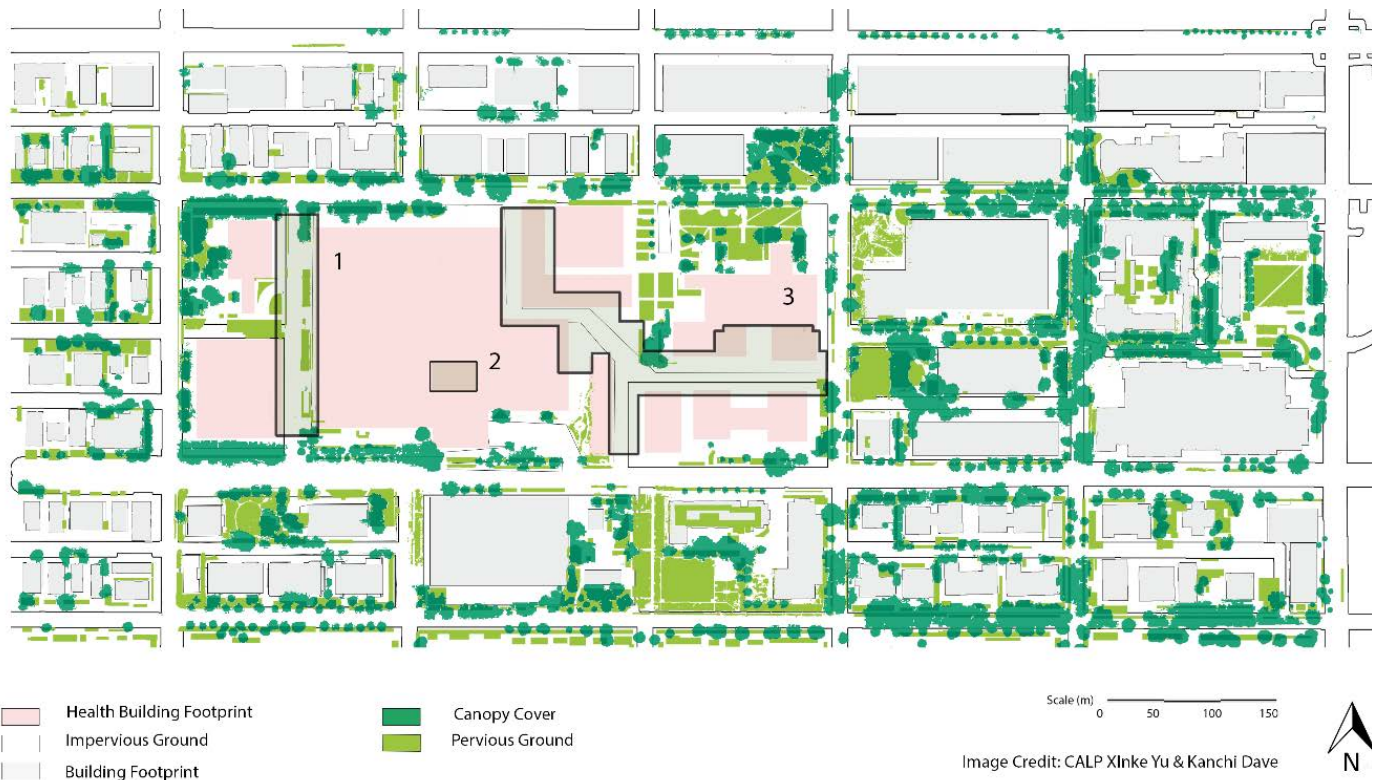 1
2
3
Health Building Footprint
Impervious Ground
Building Footprint
Canopy Cover
Pervious Ground
Scale (m)
0 50 100 150
Image Credit: CALP XInke Yu & Kanchi Dave
N